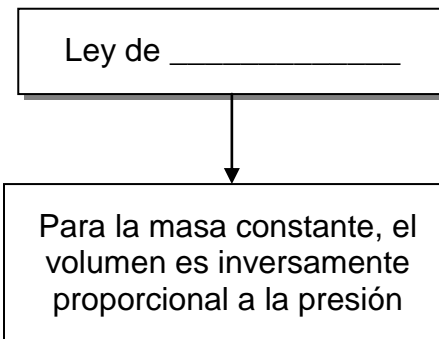 Ley de _____________
Para la masa constante, el
volumen es inversamente
proporcional a la presión